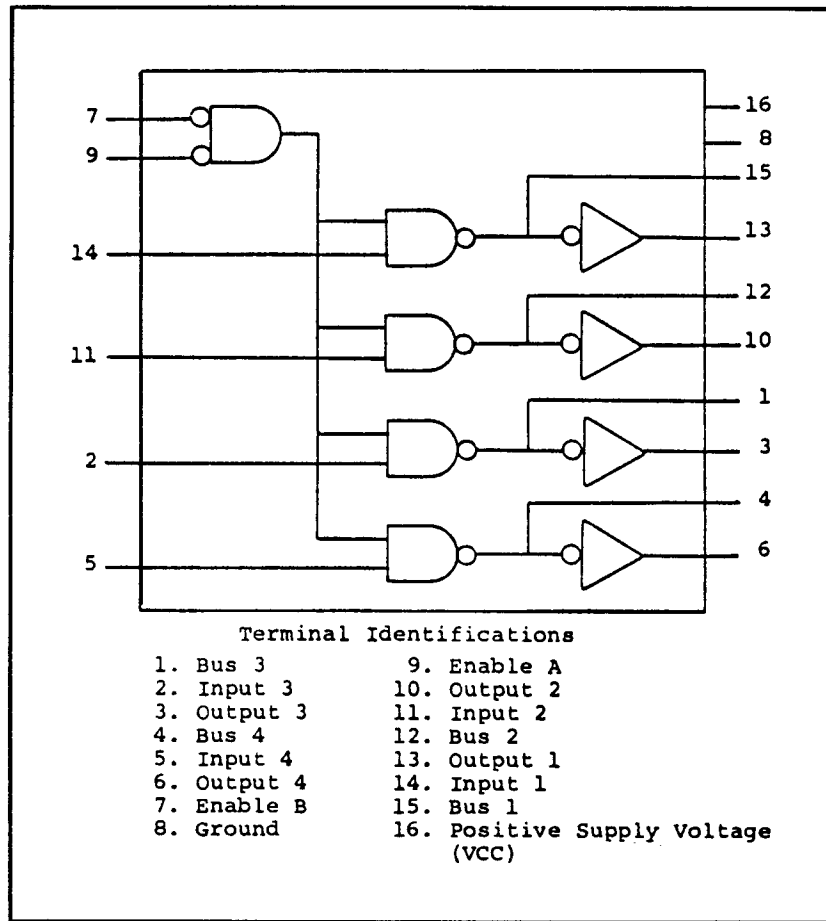 7
16
9
8
15
14
13
12
11
10
1
2
3
4
5
6
Terminal Identifications
1. Bus 3
2. Input 3
3. Output 3
4. Bus 4
5. Input 4
6. Output 4
7. Enable B
8. Ground
9. Enable A
10. Output 2
11. Input 2
12. Bus 2
13. Output 1
14. Input 1
15. Bus 1
16. Positive Supply Voltage
(VCC)